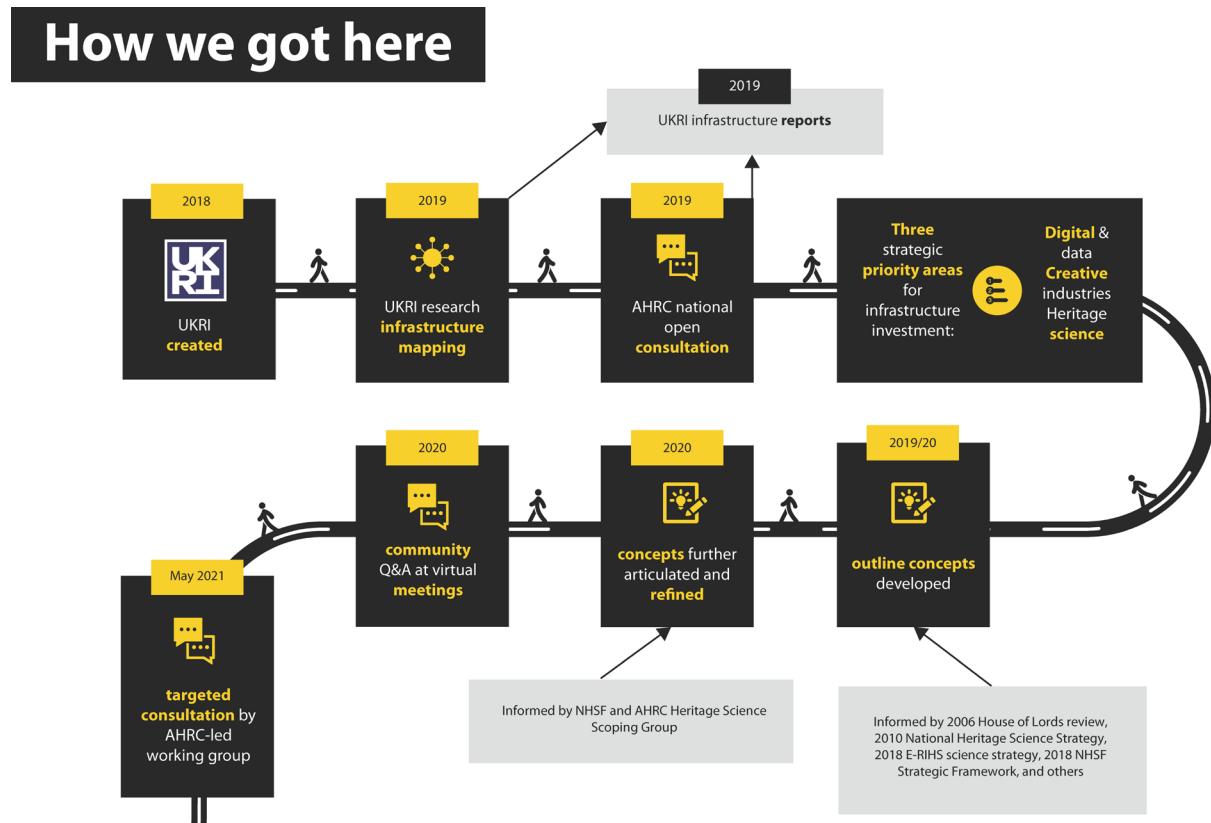 How we got here
2019
UKRI infrastructure reports
2018
UK
RI
UKRI
created
2019
UKRI research
infrastructure
mapping
2019
AHRC national
open
consultation
Three
strategic
priority areas
for
infrastructure
investment:
1
2
3
Digital &
data
Creative
industries
Heritage
science
2019/20
outline concepts
developed
2020
concepts further
articulated and
refined
2020
community
Q&A at virtual
meetings
May 2021
targeted
consultation by
AHRC-led
working group
Informed by NHSF and AHRC Heritage Science
Scoping Group
Informed by 2006 House of Lords review,
2010 National Heritage Science Strategy,
2018 E-RIHS science strategy, 2018 NHSF
Strategic Framework, and others